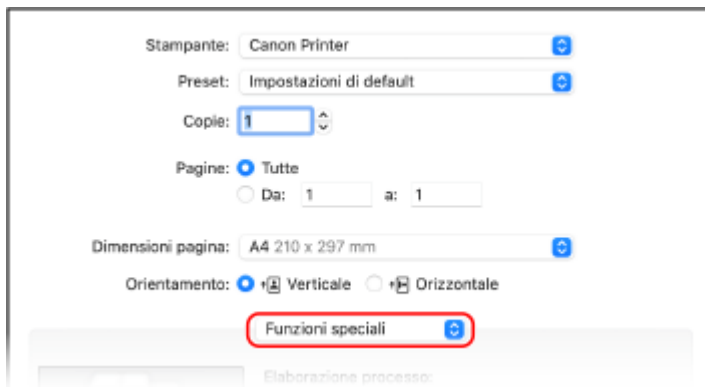 Stampante: Canon Printer
Preset: Impostazioni di default
Copie: 1
Pagine: Tutte
Da: 1 a: 1
Dimensioni pagina: A4 210 x 297 mm
Orientamento: Verticale Orizzontale
Funzioni speciali
Elaborazione processo: